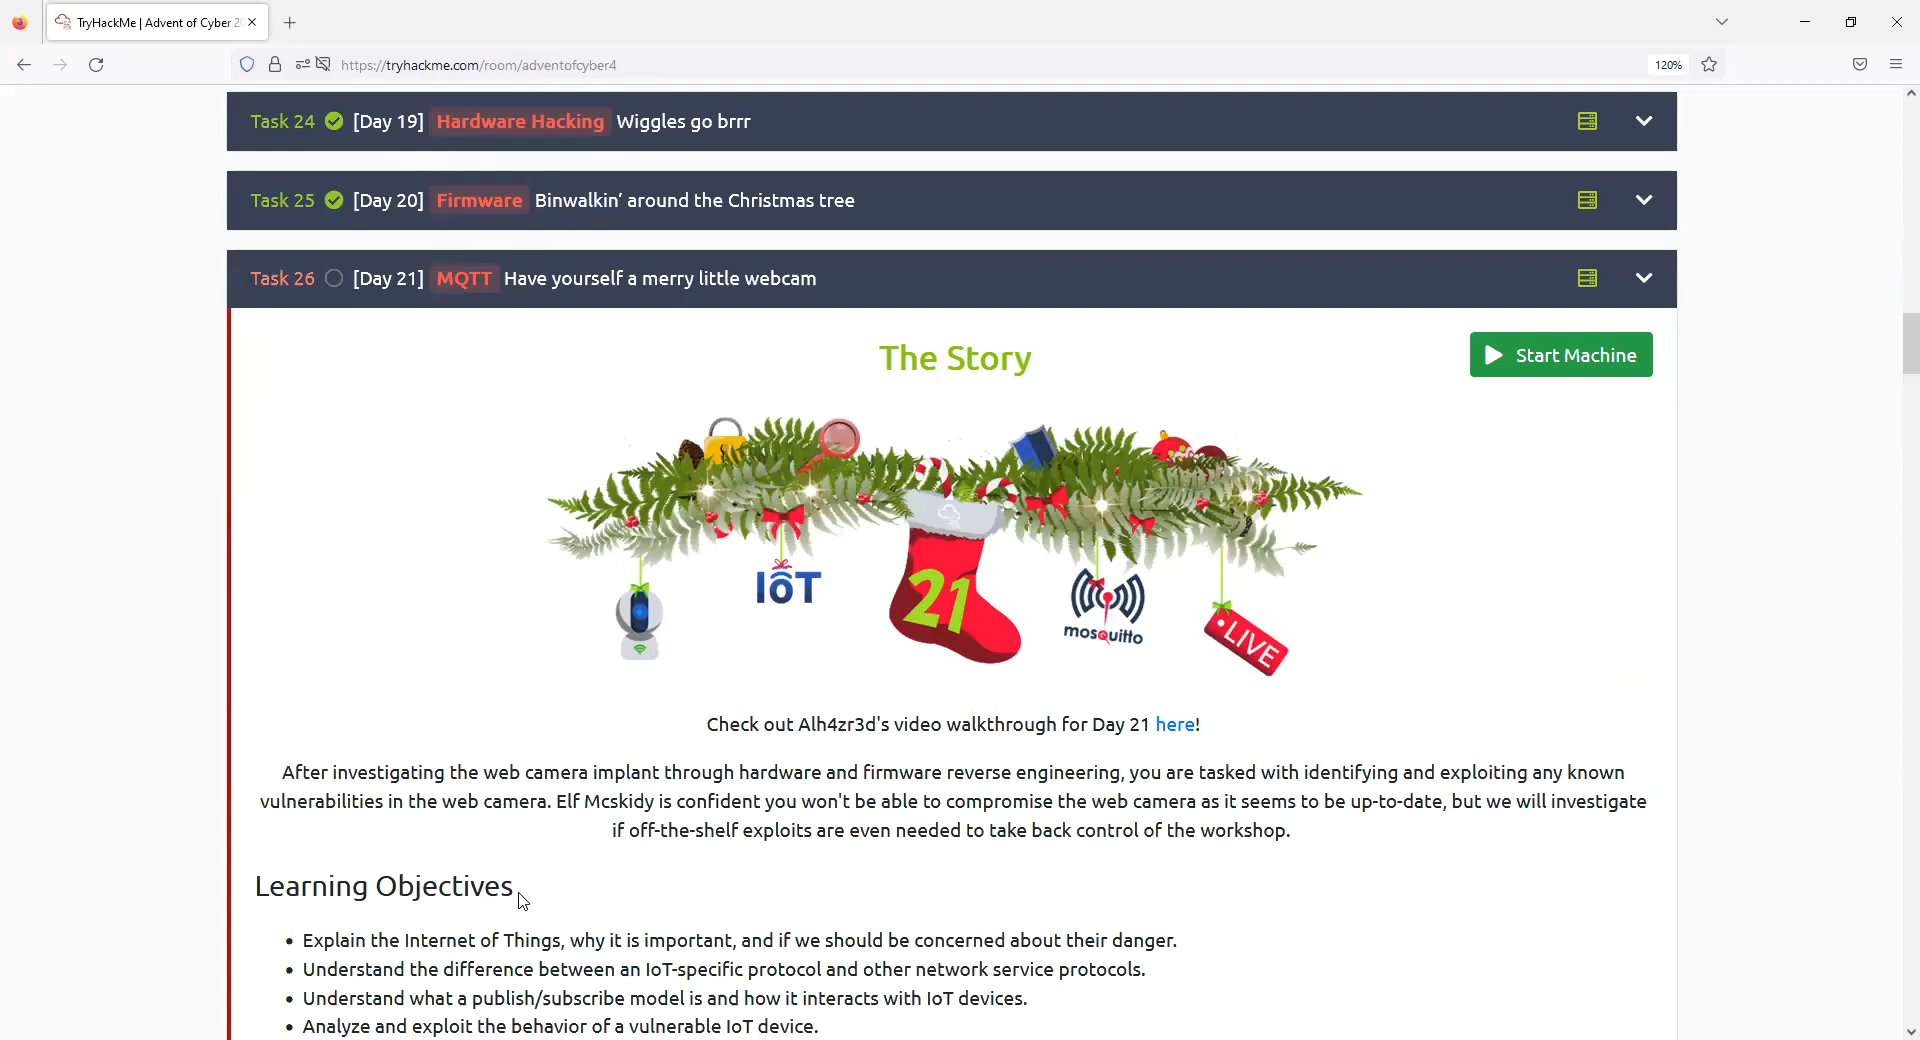 TryHackMe | Advent of Cyber 20
https://tryhackme.com/room/adventofcyber4
120%
Task 24 [Day 19] Hardware Hacking Wiggles go brrr
Task 25 [Day 20] Firmware Binwalkin’ around the Christmas tree
Task 26 [Day 21] MQTT Have yourself a merry little webcam
The Story
Start Machine
IoT
21
mosquitto
LIVE
Check out Alh4zr3d's video walkthrough for Day 21 here!
After investigating the web camera implant through hardware and firmware reverse engineering, you are tasked with identifying and exploiting any known
vulnerabilities in the web camera. Elf Mcskidy is confident you won't be able to compromise the web camera as it seems to be up-to-date, but we will investigate
if off-the-shelf exploits are even needed to take back control of the workshop.
Learning Objectives
• Explain the Internet of Things, why it is important, and if we should be concerned about their danger.
• Understand the difference between an IoT-specific protocol and other network service protocols.
• Understand what a publish/subscribe model is and how it interacts with IoT devices.
• Analyze and exploit the behavior of a vulnerable IoT device.